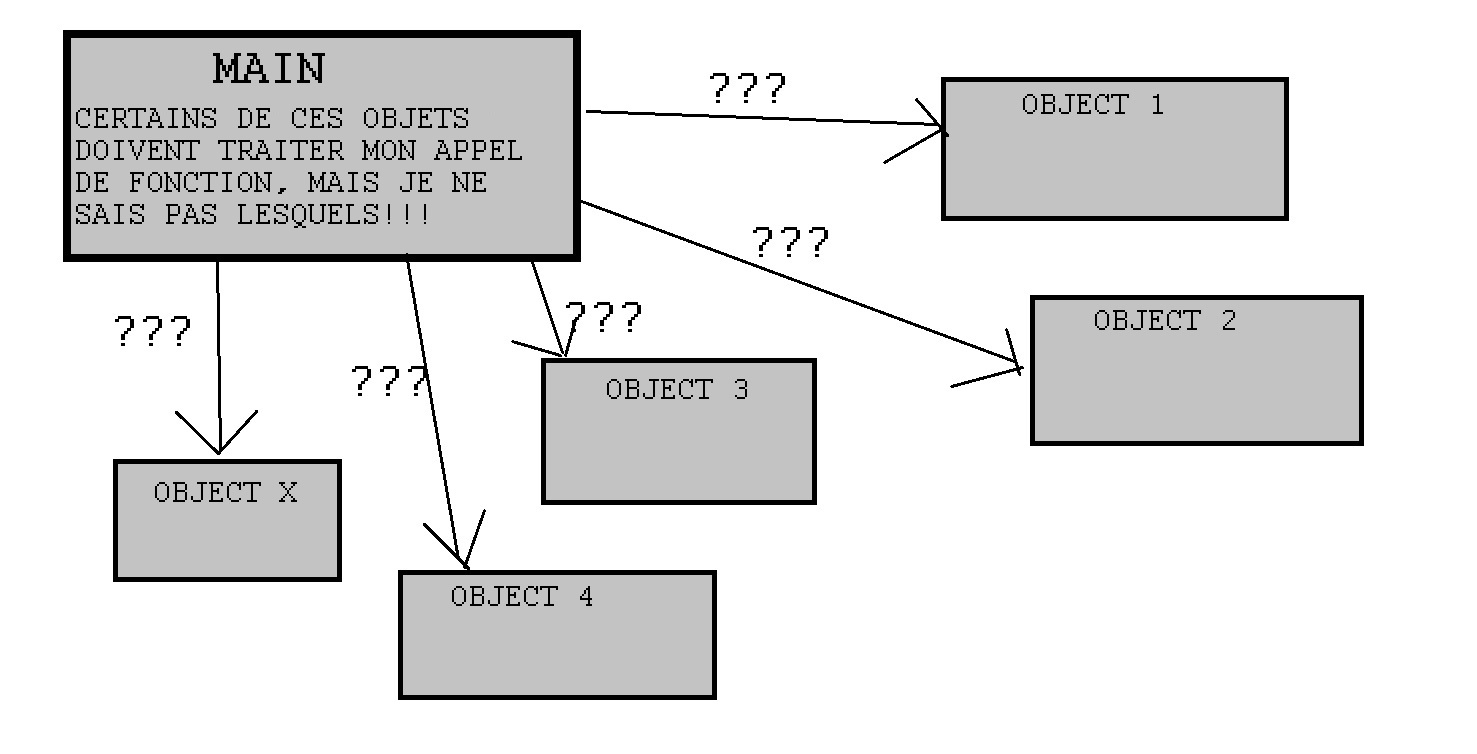 MAIN
CERTAINS DE CES OBJETS
DOIVENT TRAITER MON APPEL
DE FONCTION, MAIS JE NE
SAIS PAS LESQUELS!!!
???
OBJECT 1
???
OBJECT 2
???
???
OBJECT 3
???
OBJECT X
OBJECT 4